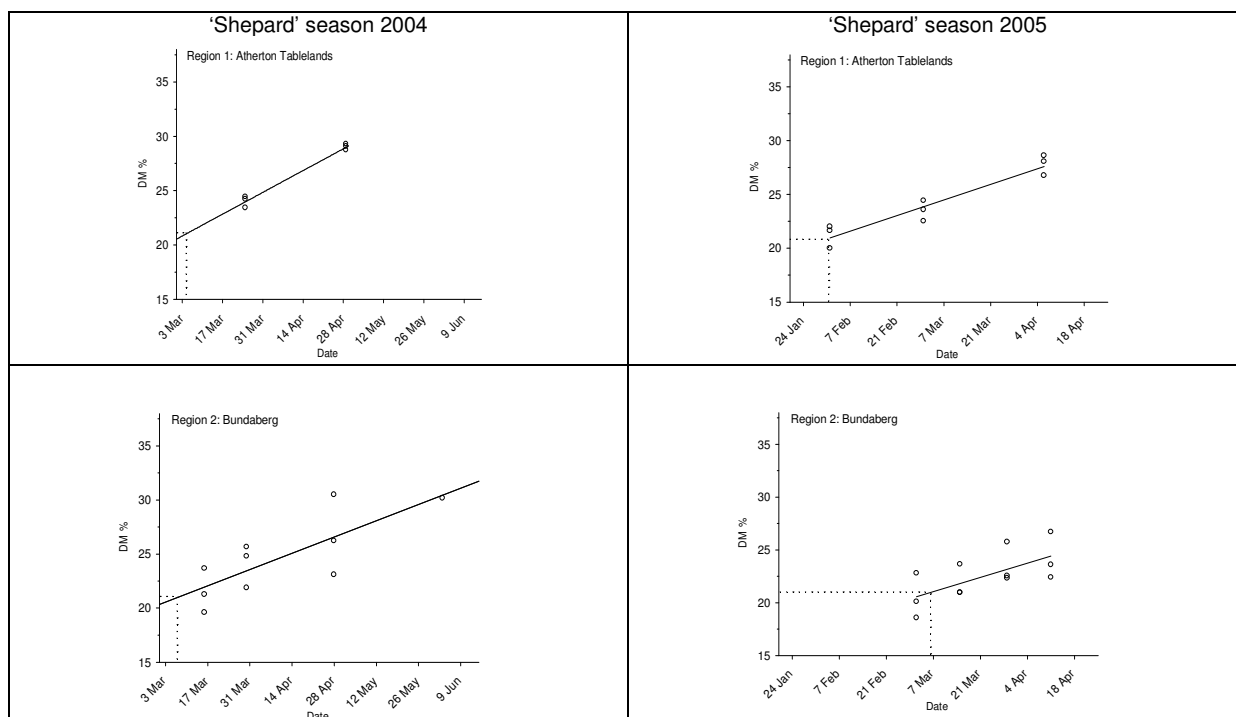 ‘Shepard’ season 2004
Region 1: Atherton Tablelands
35
30
25
20
15
DM %
3 Mar
17 Mar
31 Mar
14 Apr
28 Apr
12 May
26 May
9 Jun
Date
‘Shepard’ season 2005
Region 1: Atherton Tablelands
35
30
25
20
15
DM %
24 Jan
7 Feb
21 Feb
7 Mar
21 Mar
4 Apr
18 Apr
Date
Region 2: Bundaberg
35
30
25
20
15
DM %
3 Mar
17 Mar
31 Mar
14 Apr
28 Apr
12 May
26 May
9 Jun
Date
Region 2: Bundaberg
35
30
25
20
15
DM %
24 Jan
7 Feb
21 Feb
7 Mar
21 Mar
4 Apr
18 Apr
Date